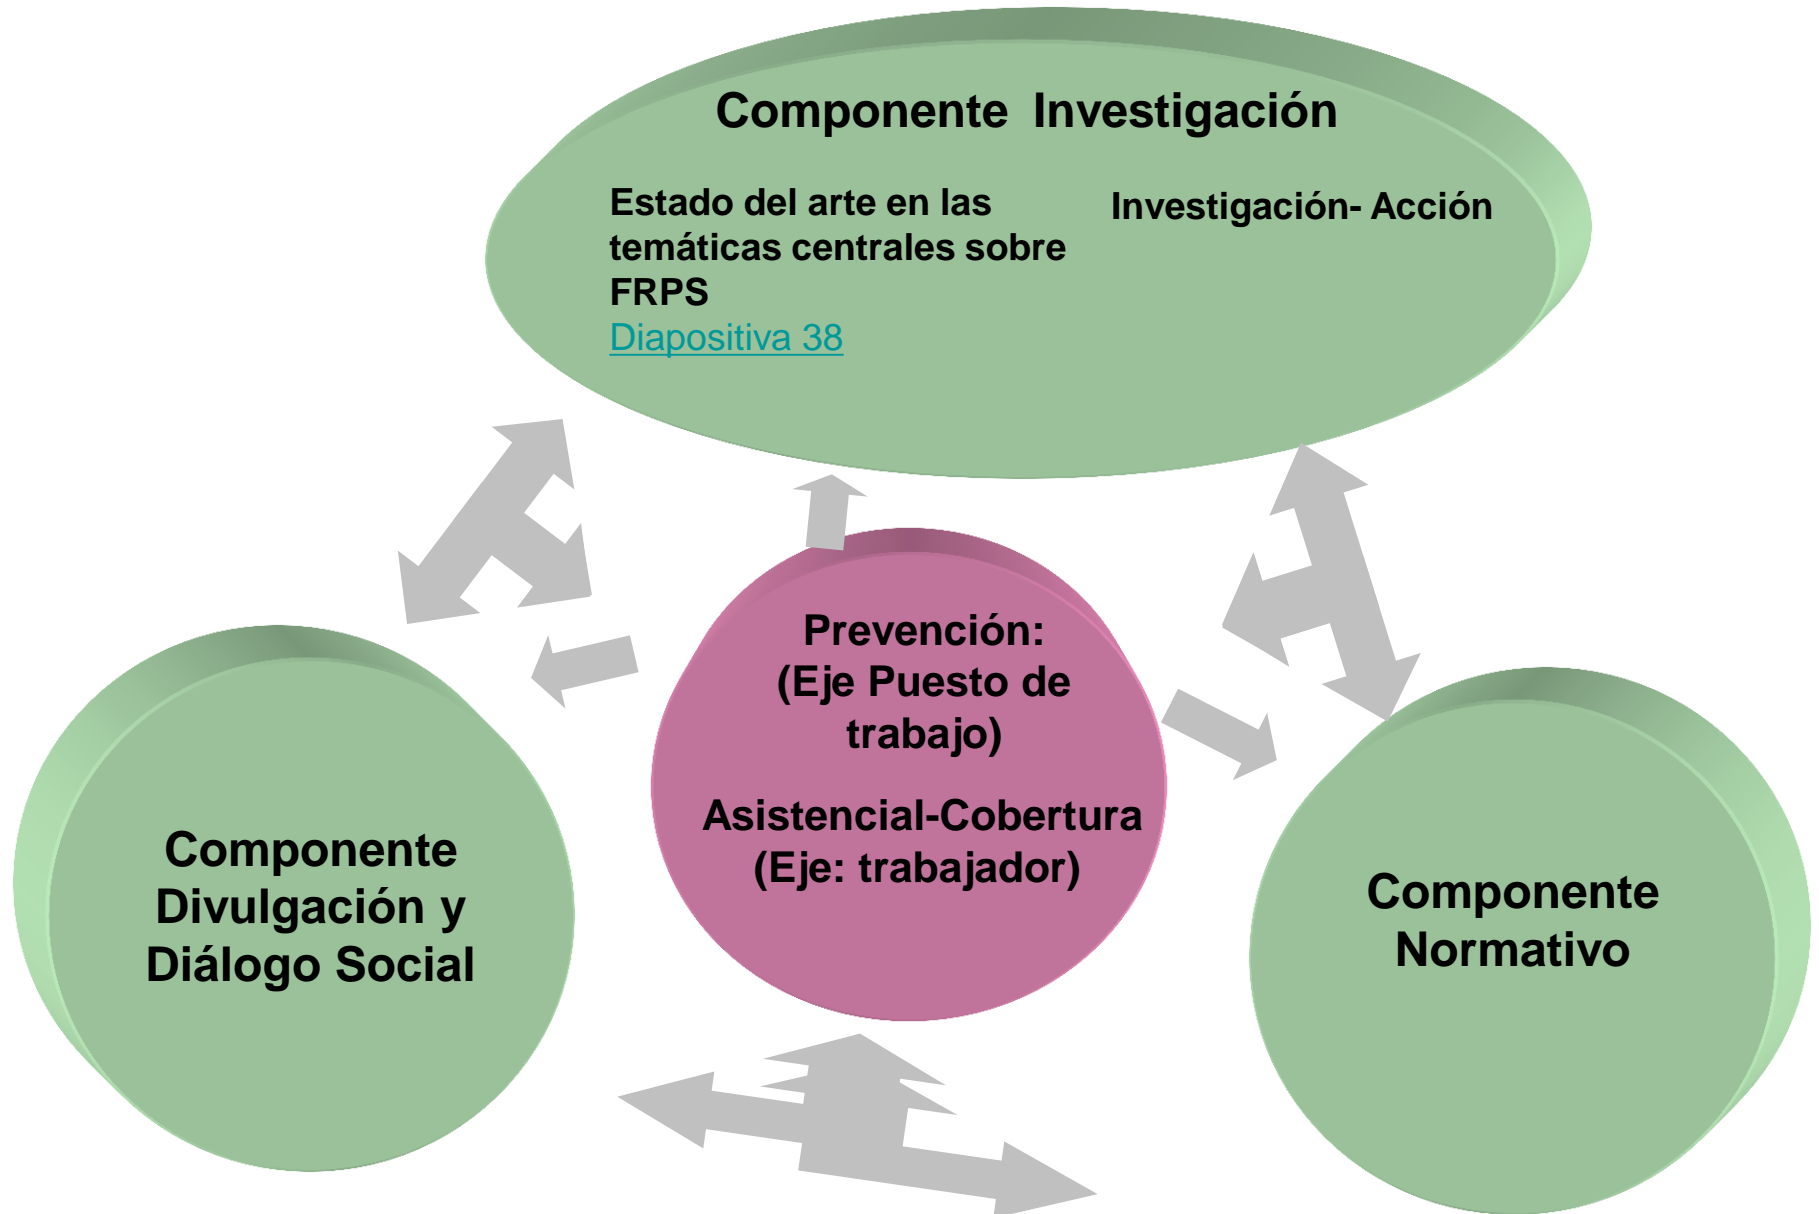 Componente Investigación
Estado del arte en las
temáticas centrales sobre
FRPS
Diapositiva 38
Investigación- Acción
Prevención:
(Eje Puesto de
trabajo)
Asistencial-Cobertura
(Eje: trabajador)
Componente
Divulgación y
Diálogo Social
Componente
Normativo